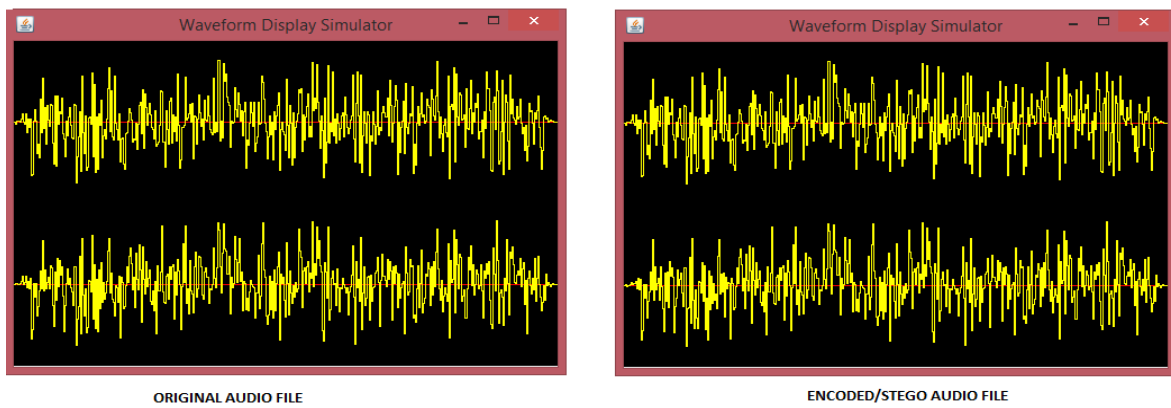 Waveform Display Simulator
Waveform Display Simulator
ORIGINAL AUDIO FILE
ENCODED/STEGO AUDIO FILE